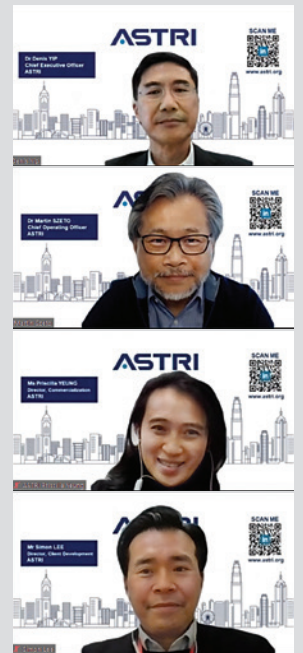 ASTRI
SCAN ME
Dr Denis YIP
Chief Executive Officer
ASTRI
www.astri.org
AS
SCAN ME
Dr Martin SZETO
Chief Operating Officer
ASTRI
www.astri.org
ASTRI
SCAN ME
Ms Priscilla YEUNG
Director, Commercialization
ASTRI
www.astri.org
A
SCAN ME
Mr Simon LEE
Director, Client Development
ASTRI
www.astri.org